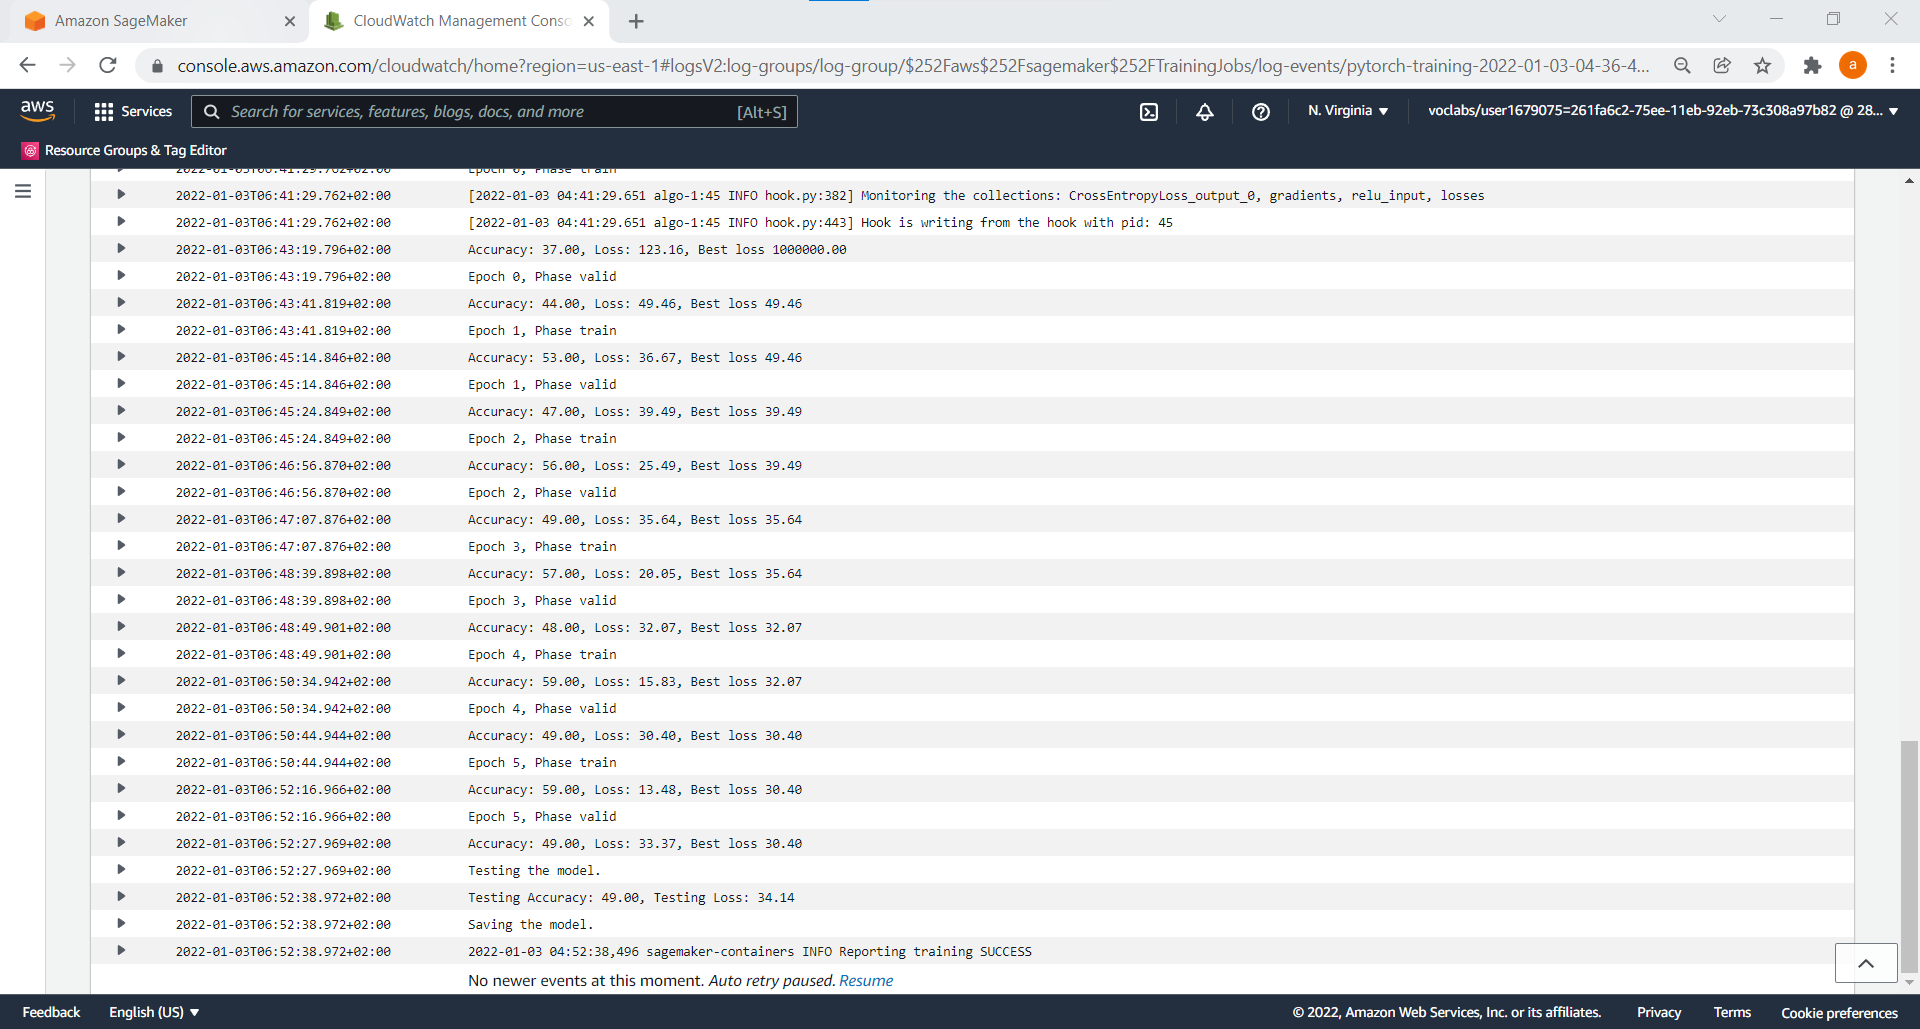 Amazon SageMaker
CloudWatch Management Conso
console.aws.amazon.com/cloudwatch/home?region=us-east-1#logsV2:log-groups/log-group/$252Faws$252Fsagemaker$252FTrainingJobs/log-events/pytorch-training-2022-01-03-04-36-4...
a
aws
Services
Search for services, features, blogs, docs, and more [Alt+S]
N. Virginia
voclabs/user1679075=261fa6c2-75ee-11eb-92eb-73c308a97b82 @ 28...
Resource Groups & Tag Editor
2022-01-03T06:41:29.762+02:00 Epoch 0, Phase train
2022-01-03T06:41:29.762+02:00 [2022-01-03 04:41:29.651 algo-1:45 INFO hook.py:382] Monitoring the collections: CrossEntropyLoss_output_0, gradients, relu_input, losses
2022-01-03T06:41:29.762+02:00 [2022-01-03 04:41:29.651 algo-1:45 INFO hook.py:443] Hook is writing from the hook with pid: 45
2022-01-03T06:43:19.796+02:00 Accuracy: 37.00, Loss: 123.16, Best loss 1000000.00
2022-01-03T06:43:19.796+02:00 Epoch 0, Phase valid
2022-01-03T06:43:41.819+02:00 Accuracy: 44.00, Loss: 49.46, Best loss 49.46
2022-01-03T06:43:41.819+02:00 Epoch 1, Phase train
2022-01-03T06:45:14.846+02:00 Accuracy: 53.00, Loss: 36.67, Best loss 49.46
2022-01-03T06:45:14.846+02:00 Epoch 1, Phase valid
2022-01-03T06:45:24.849+02:00 Accuracy: 47.00, Loss: 39.49, Best loss 39.49
2022-01-03T06:45:24.849+02:00 Epoch 2, Phase train
2022-01-03T06:46:56.870+02:00 Accuracy: 56.00, Loss: 25.49, Best loss 39.49
2022-01-03T06:46:56.870+02:00 Epoch 2, Phase valid
2022-01-03T06:47:07.876+02:00 Accuracy: 49.00, Loss: 35.64, Best loss 35.64
2022-01-03T06:47:07.876+02:00 Epoch 3, Phase train
2022-01-03T06:48:39.898+02:00 Accuracy: 57.00, Loss: 20.05, Best loss 35.64
2022-01-03T06:48:39.898+02:00 Epoch 3, Phase valid
2022-01-03T06:48:49.901+02:00 Accuracy: 48.00, Loss: 32.07, Best loss 32.07
2022-01-03T06:48:49.901+02:00 Epoch 4, Phase train
2022-01-03T06:50:34.942+02:00 Accuracy: 59.00, Loss: 15.83, Best loss 32.07
2022-01-03T06:50:34.942+02:00 Epoch 4, Phase valid
2022-01-03T06:50:44.944+02:00 Accuracy: 49.00, Loss: 30.40, Best loss 30.40
2022-01-03T06:50:44.944+02:00 Epoch 5, Phase train
2022-01-03T06:52:16.966+02:00 Accuracy: 59.00, Loss: 13.48, Best loss 30.40
2022-01-03T06:52:16.966+02:00 Epoch 5, Phase valid
2022-01-03T06:52:27.969+02:00 Accuracy: 49.00, Loss: 33.37, Best loss 30.40
2022-01-03T06:52:27.969+02:00 Testing the model.
2022-01-03T06:52:38.972+02:00 Testing Accuracy: 49.00, Testing Loss: 34.14
2022-01-03T06:52:38.972+02:00 Saving the model.
2022-01-03T06:52:38.972+02:00 2022-01-03 04:52:38,496 sagemaker-containers INFO Reporting training SUCCESS
No newer events at this moment. Auto retry paused. Resume
Feedback English (US) © 2022, Amazon Web Services, Inc. or its affiliates. Privacy Terms Cookie preferences